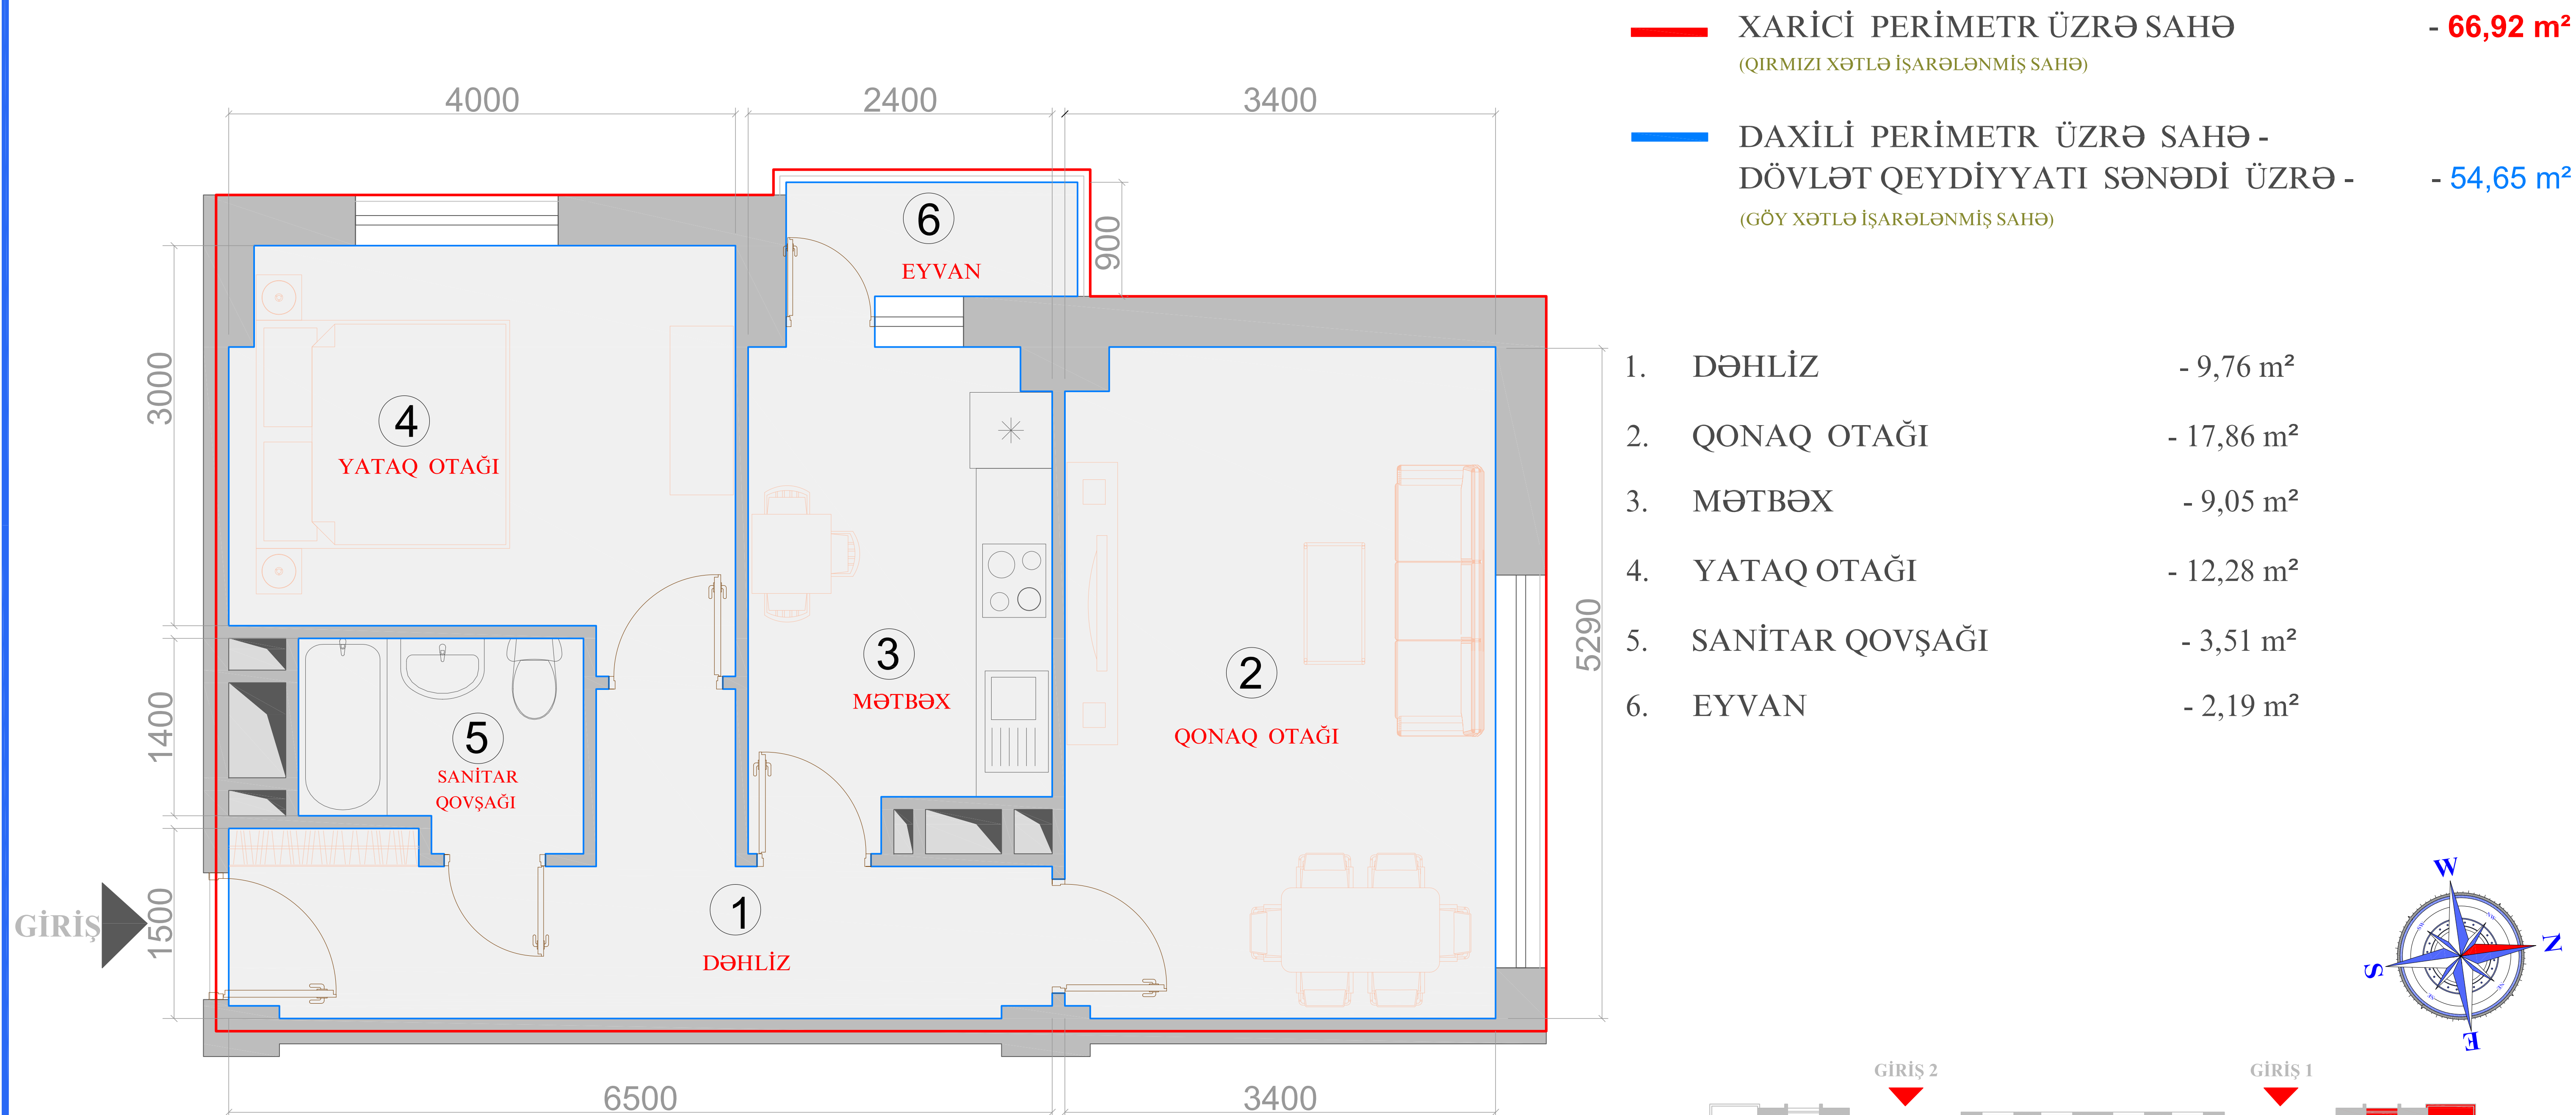 XARİCİ PERİMETR ÜZRƏ SAHƏ - 66,92 m²
(QIRMIZI XƏTLƏ İŞARƏLƏNMİŞ SAHƏ)
DAXİLİ PERİMETR ÜZRƏ SAHƏ -
DÖVLƏT QEYDİYYATI SƏNƏDİ ÜZRƏ - - 54,65 m²
(GÖY XƏTLƏ İŞARƏLƏNMİŞ SAHƏ)
4000 2400 3400
6
EYVAN
900
3000
4
YATAQ OTAĞI
5290
3
MƏTBƏX
2
QONAQ OTAĞI
1400
5
SANİTAR
QOVŞAĞI
GİRİŞ
1500
1
DƏHLİZ
6500 3400
1. DƏHLİZ - 9,76 m²
2. QONAQ OTAĞI - 17,86 m²
3. MƏTBƏX - 9,05 m²
4. YATAQ OTAĞI - 12,28 m²
5. SANİTAR QOVŞAĞI - 3,51 m²
6. EYVAN - 2,19 m²
W
N
S
E
GİRİŞ 2 GİRİŞ 1